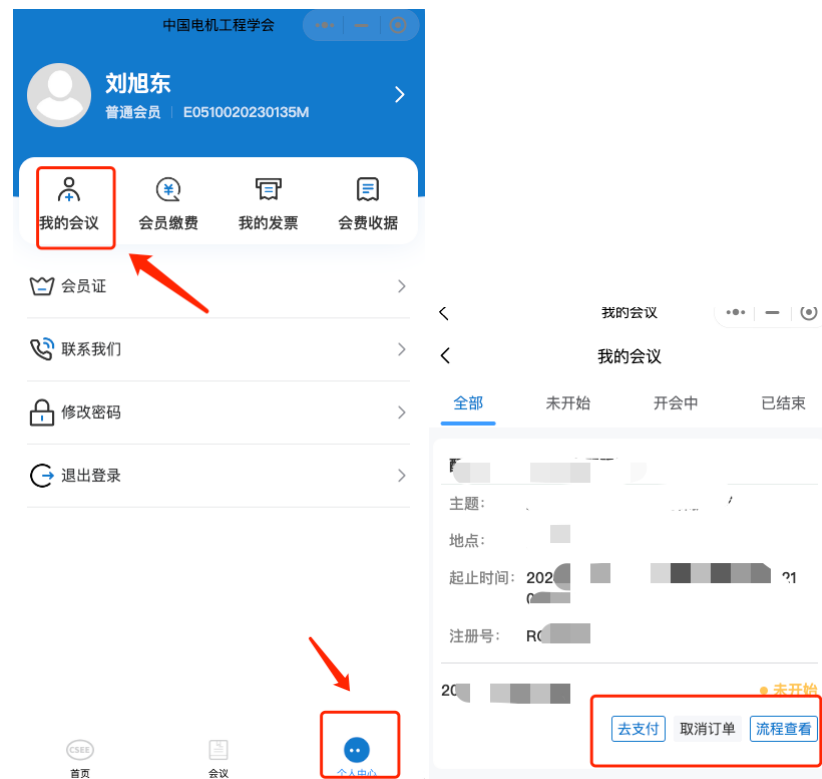 中国电机工程学会
刘旭东
普通会员 E0510020230135M
我的会议 会员缴费 我的发票 会费收据
会员证
联系我们
修改密码
退出登录
CSEE
首页 会议 个人中心
我的会议
我的会议
全部 未开始 开会中 已结束
主题:
地点:
起止时间: 202
注册号:
20
未开始
去支付 取消订单 流程查看